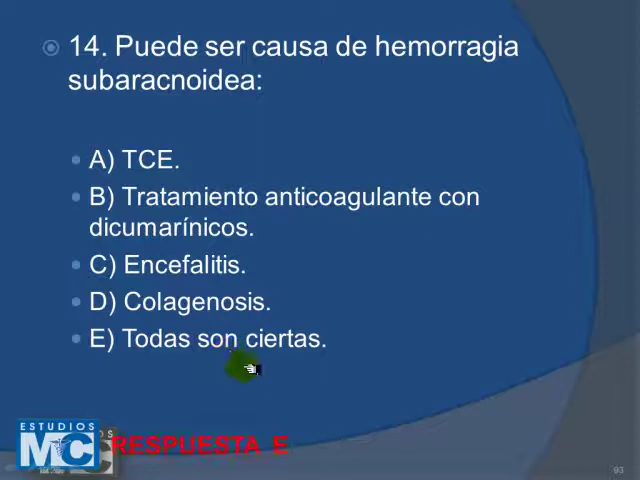 14. Puede ser causa de hemorragia
subaracnoidea:
A) TCE.
B) Tratamiento anticoagulante con
dicumarínicos.
C) Encefalitis.
D) Colagenosis.
E) Todas son ciertas.
ESTUDIOS
MC
RESPUESTA E
93